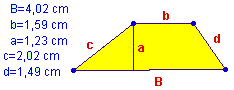 B=4,02 cm
b=1,59 cm
a=1,23 cm
c=2,02 cm
d=1,49 cm
b
c
a
d
B